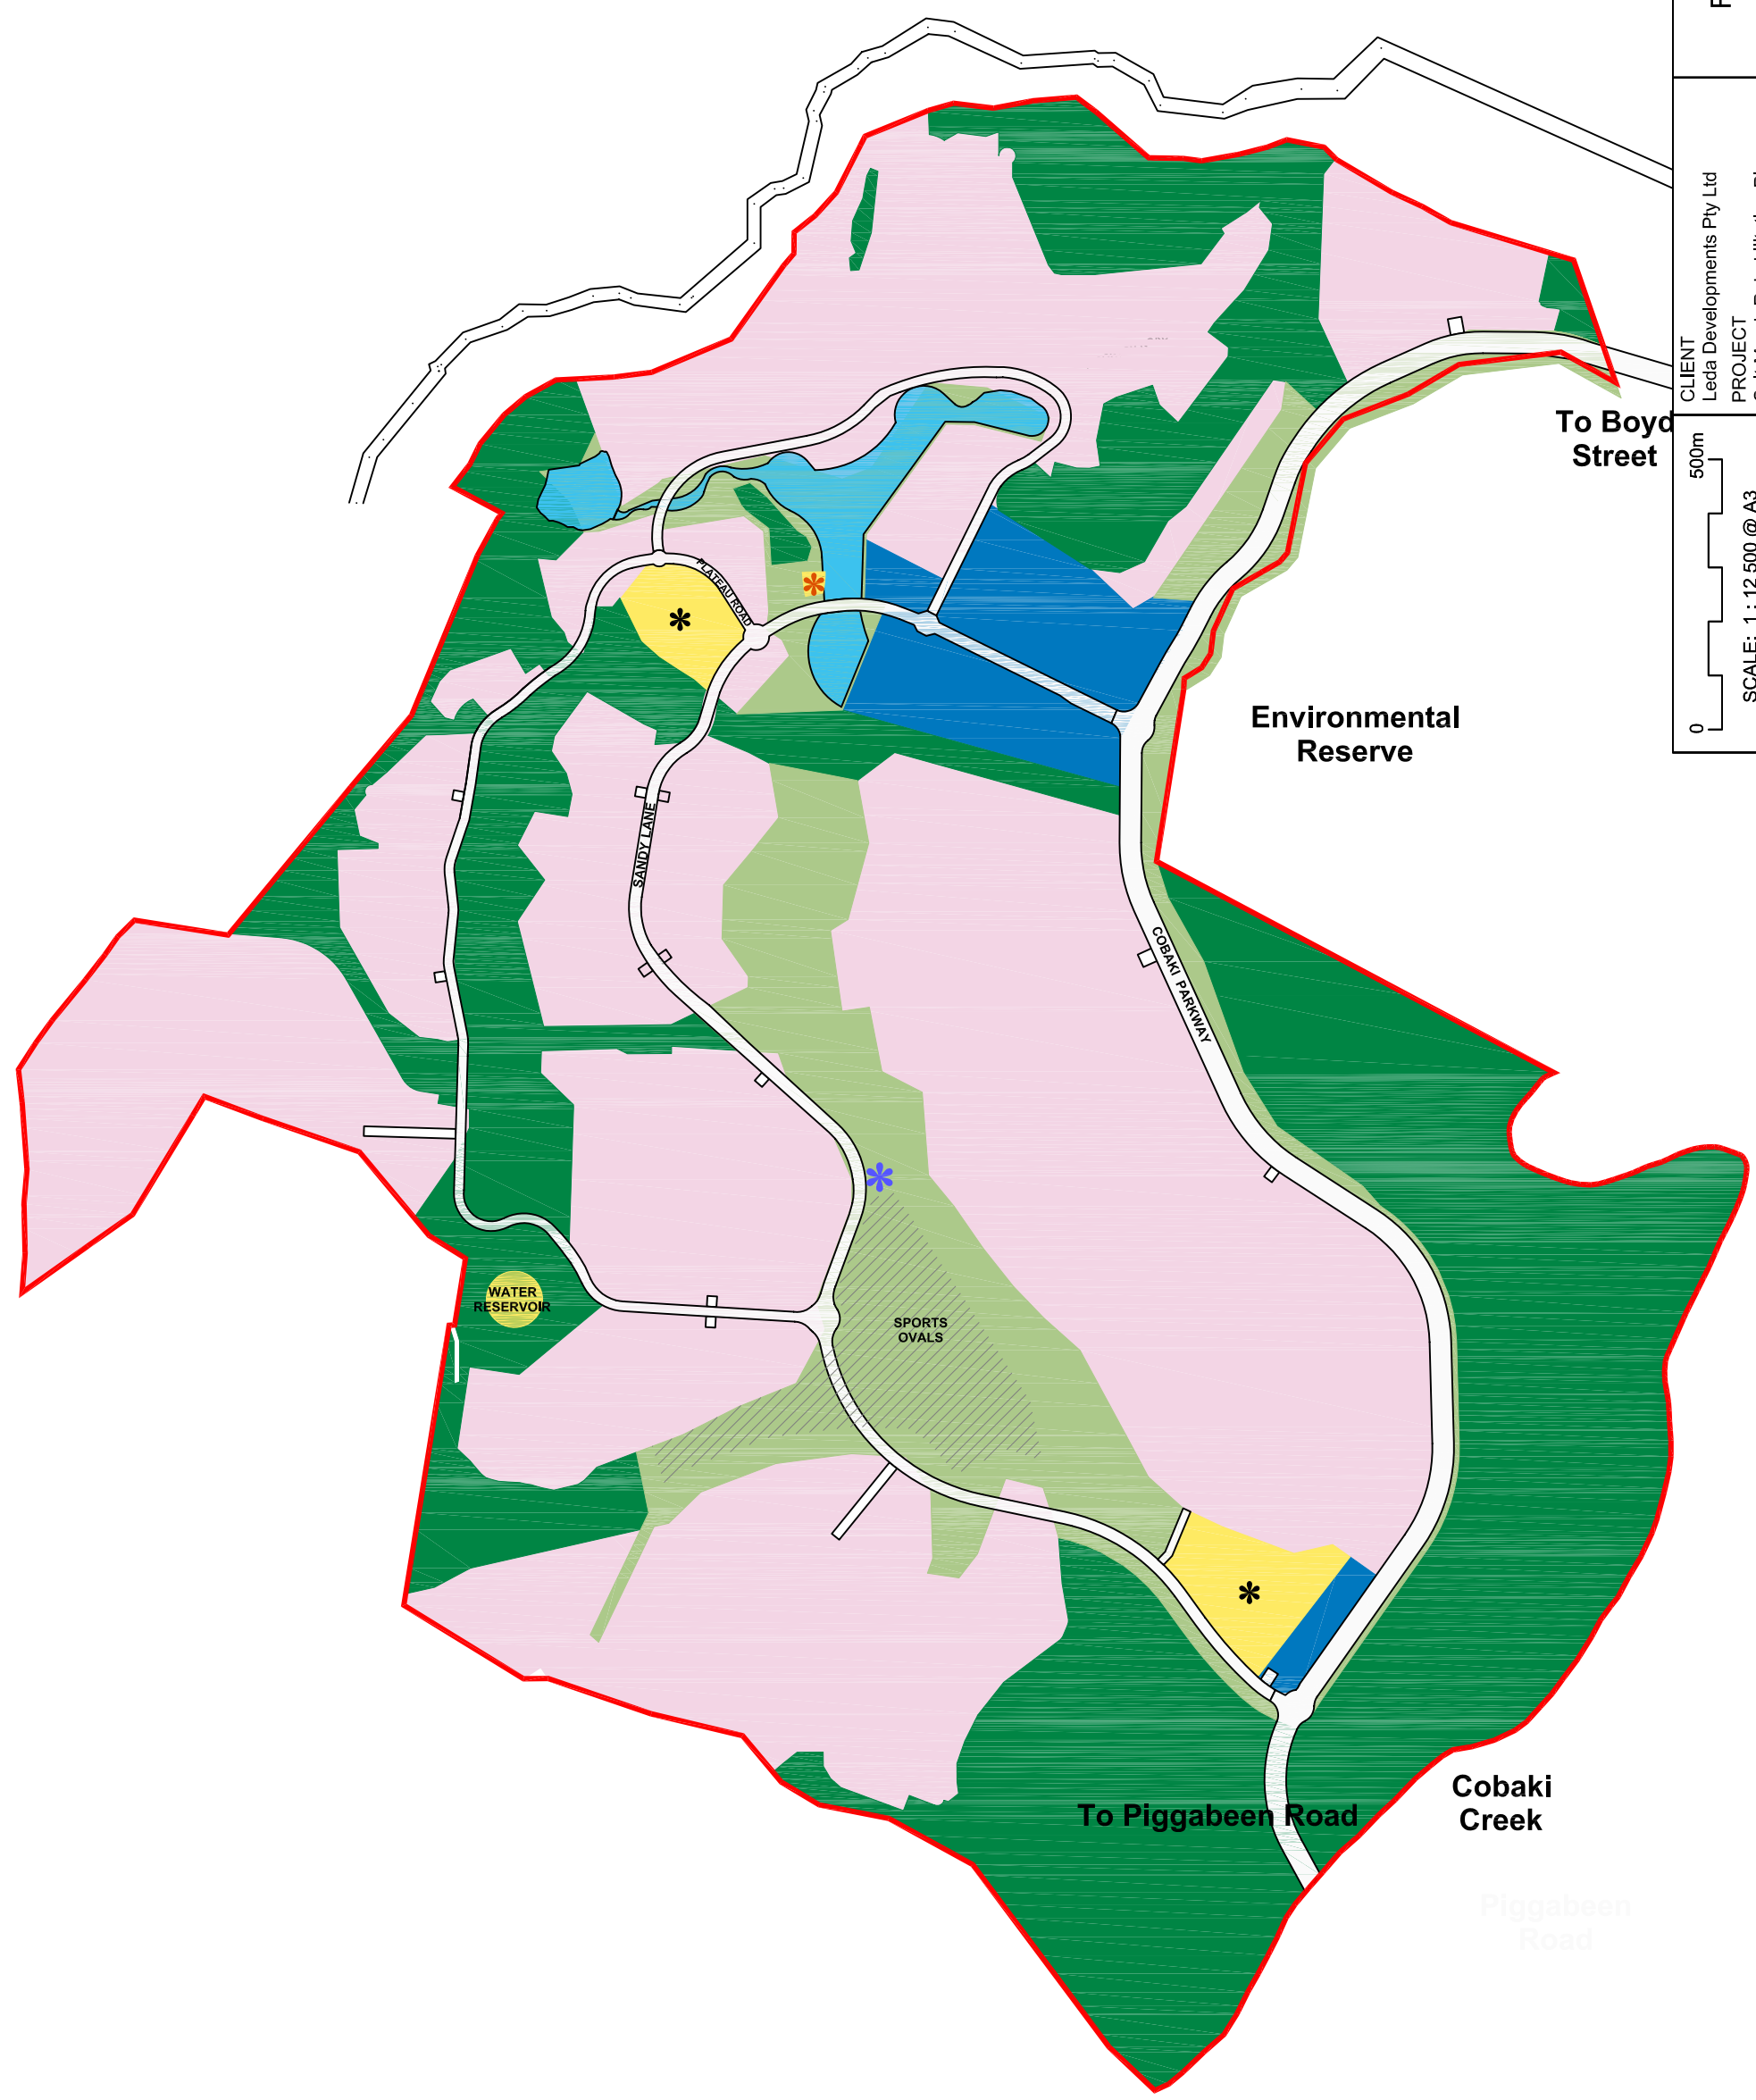 CLIENT
Leda Developments Pty Ltd
PROJECT
To Boyd
Street
500m
0
SCALE: 1 : 12 500 @ A3
PLATEAU ROAD
Environmental
Reserve
SANDY LANE
COBAKI PARKWAY
WATER
RESERVOIR
SPORTS
OVALS
To Piggabeen Road
Cobaki
Creek
Piggabeen
Road